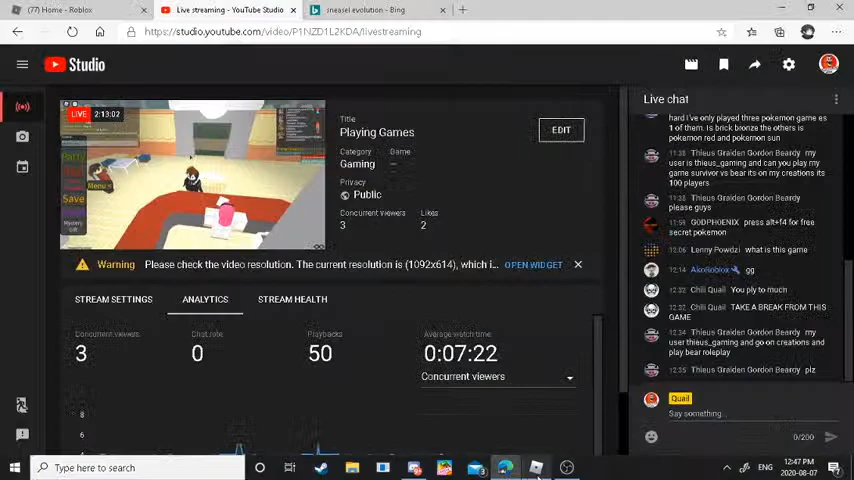 (77) Home - Roblox
Live streaming - YouTube Studio
sneasel evolution - Bing
https://studio.youtube.com/video/P1NZD1L2KDA/livestreaming
Studio
LIVE 2:13:02
Menu
Save
Mystery
Gift
Title
Playing Games
EDIT
Category Game
Gaming —
Privacy
Public
Concurrent viewers Likes
3 2
Warning Please check the video resolution. The current resolution is (1092x614), which i... OPEN WIDGET
STREAM SETTINGS ANALYTICS STREAM HEALTH
Concurrent viewers Chat rate Playbacks Average watch time
3 0 50 0:07:22
Concurrent viewers
8
6
Live chat
hard I've only played three pokemon game es
1 of them. Is brick bronze the others is
pokemon red and pokemon sun
11:38 Thieus Graiden Gordon Beardy my
user is thieus_gaming and can you play my
game survivor vs bear its on my creations its
100 players
11:38 Thieus Graiden Gordon Beardy
please guys
11:59 GODPH0ENIX press alt+f4 for free
secret pokemon
12:06 Lenny Powdzi what is this game
12:14 AkoRoblox gg
12:32 Chili Quail You ply to much
12:32 Chili Quail TAKE A BREAK FROM THIS
GAME
12:34 Thieus Graiden Gordon Beardy my
user thieus_gaming and go on creations and
play bear roleplay
12:35 Thieus Graiden Gordon Beardy plz
Quail
Say something...
0/200
Type here to search
3
ENG
12:47 PM
2020-08-07
7